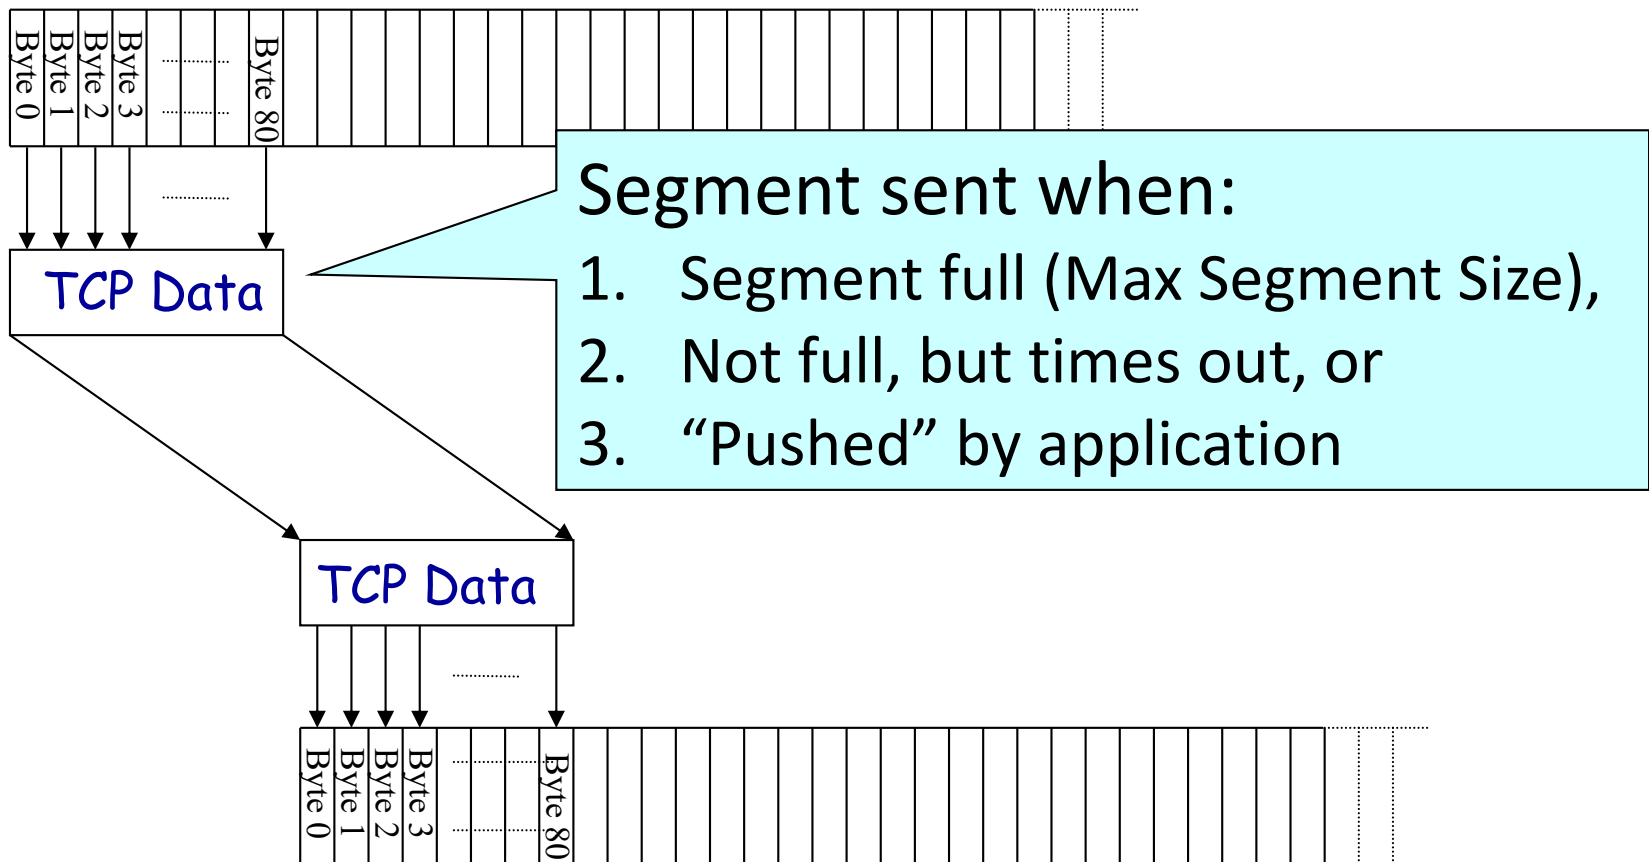 Byte 0
Byte 1
Byte 2
Byte 3
Byte 80
Segment sent when:
1. Segment full (Max Segment Size),
2. Not full, but times out, or
3. “Pushed” by application
TCP Data
TCP Data
Byte 0
Byte 1
Byte 2
Byte 3
Byte 80